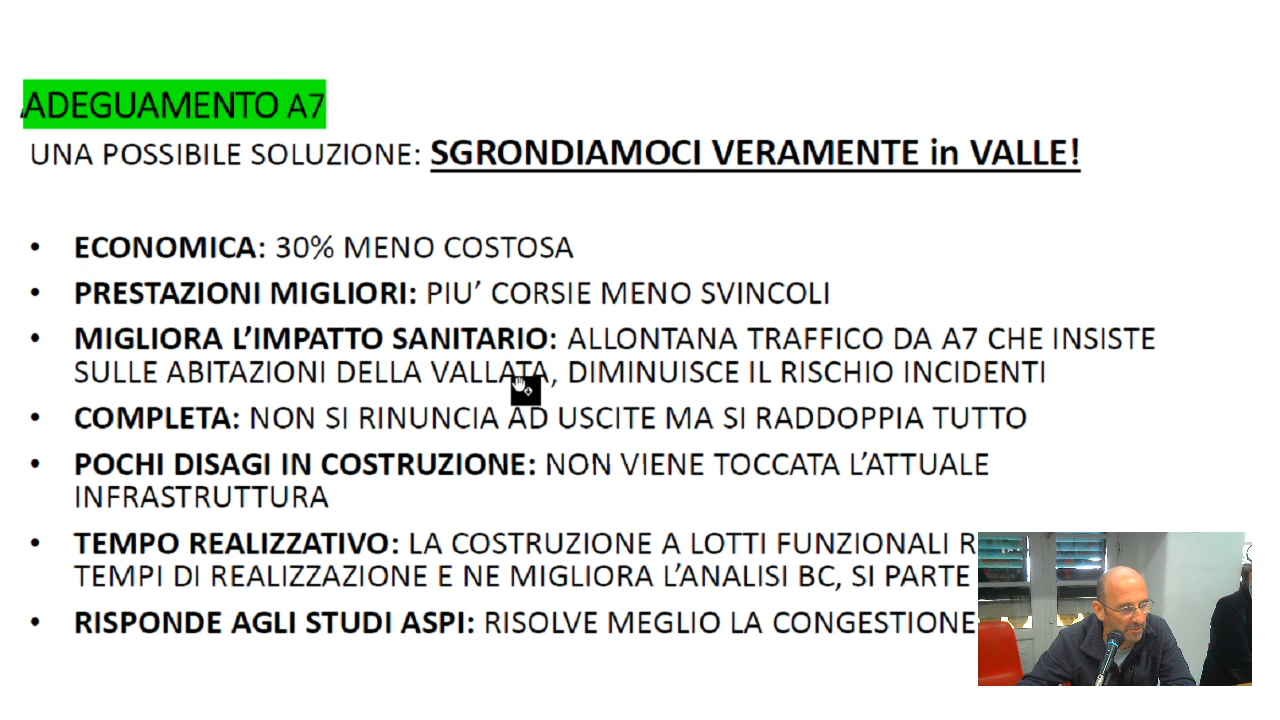 ADEGUAMENTO A7
UNA POSSIBILE SOLUZIONE: SGRONDIAMOCI VERAMENTE in VALLE!
• ECONOMICA: 30% MENO COSTOSA
• PRESTAZIONI MIGLIORI: PIU’ CORSIE MENO SVINCOLI
• MIGLIORA L’IMPATTO SANITARIO: ALLONTANA TRAFFICO DA A7 CHE INSISTE
SULLE ABITAZIONI DELLA VALLATA, DIMINUISCE IL RISCHIO INCIDENTI
• COMPLETA: NON SI RINUNCIA AD USCITE MA SI RADDOPPIA TUTTO
• POCHI DISAGI IN COSTRUZIONE: NON VIENE TOCCATA L’ATTUALE
INFRASTRUTTURA
• TEMPO REALIZZATIVO: LA COSTRUZIONE A LOTTI FUNZIONALI
TEMPI DI REALIZZAZIONE E NE MIGLIORA L’ANALISI BC, SI PARTE
• RISPONDE AGLI STUDI ASPI: RISOLVE MEGLIO LA CONGESTIONE